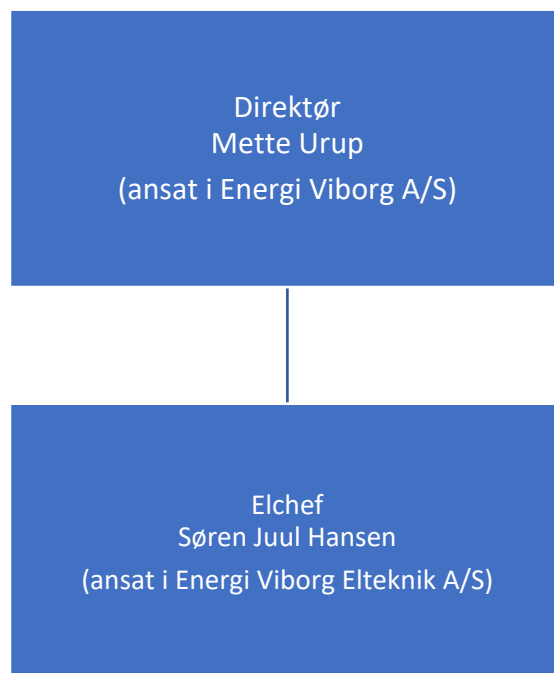 Direktør
Mette Urup
(ansat i Energi Viborg A/S)
Elchef
Søren Juul Hansen
(ansat i Energi Viborg Elteknik A/S)